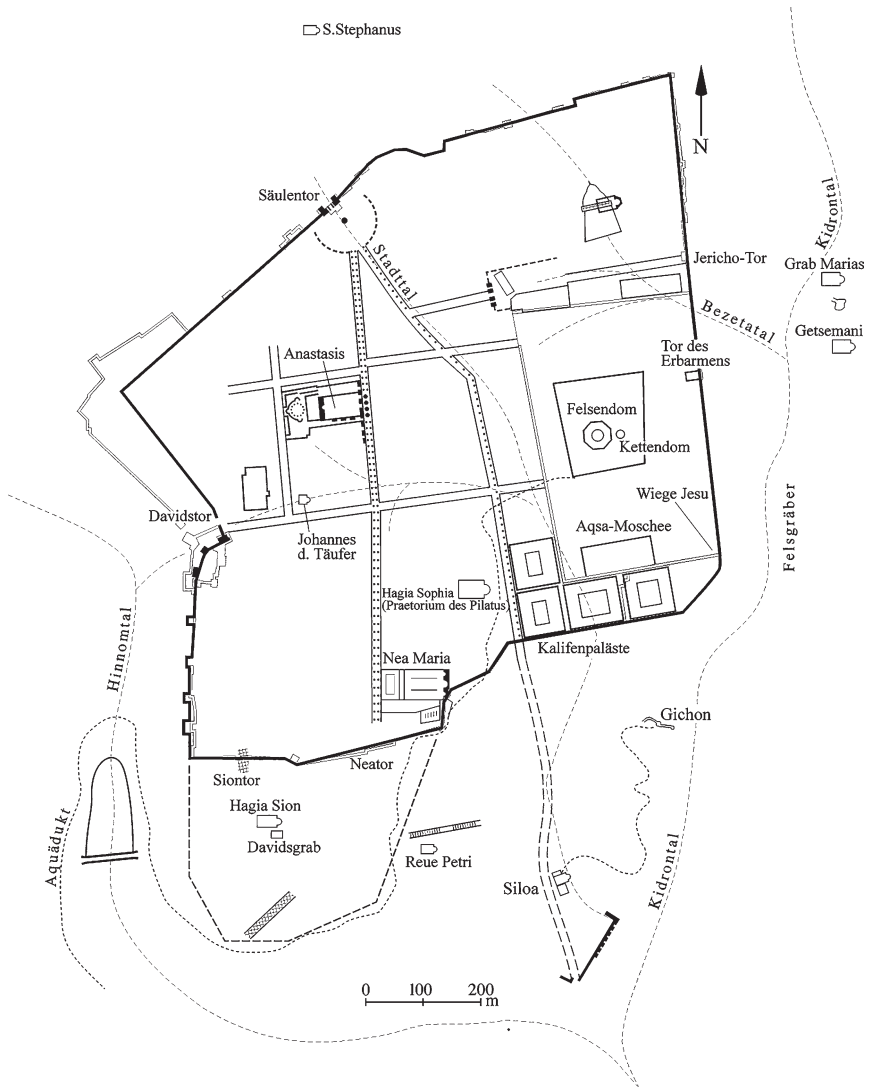 S.Stephanus
N
Säulentor
Stadttal
Kidrontal
Jericho-Tor
Grab Marias
Bezetatal
Getsemani
Tor des
Erbarmens
Anastasis
Felsendom
Kettendom
Wiege Jesu
Felsgräber
Davidstor
Johannes
d. Täufer
Aqsa-Moschee
Hagia Sophia
(Praetorium des Pilatus)
Hinnomtal
Kalifenpaläste
Nea Maria
Gichon
Siontor
Neator
Hagia Sion
Davidsgrab
Aquädukt
Reue Petri
Siloa
Kidrontal
0 100 200
m